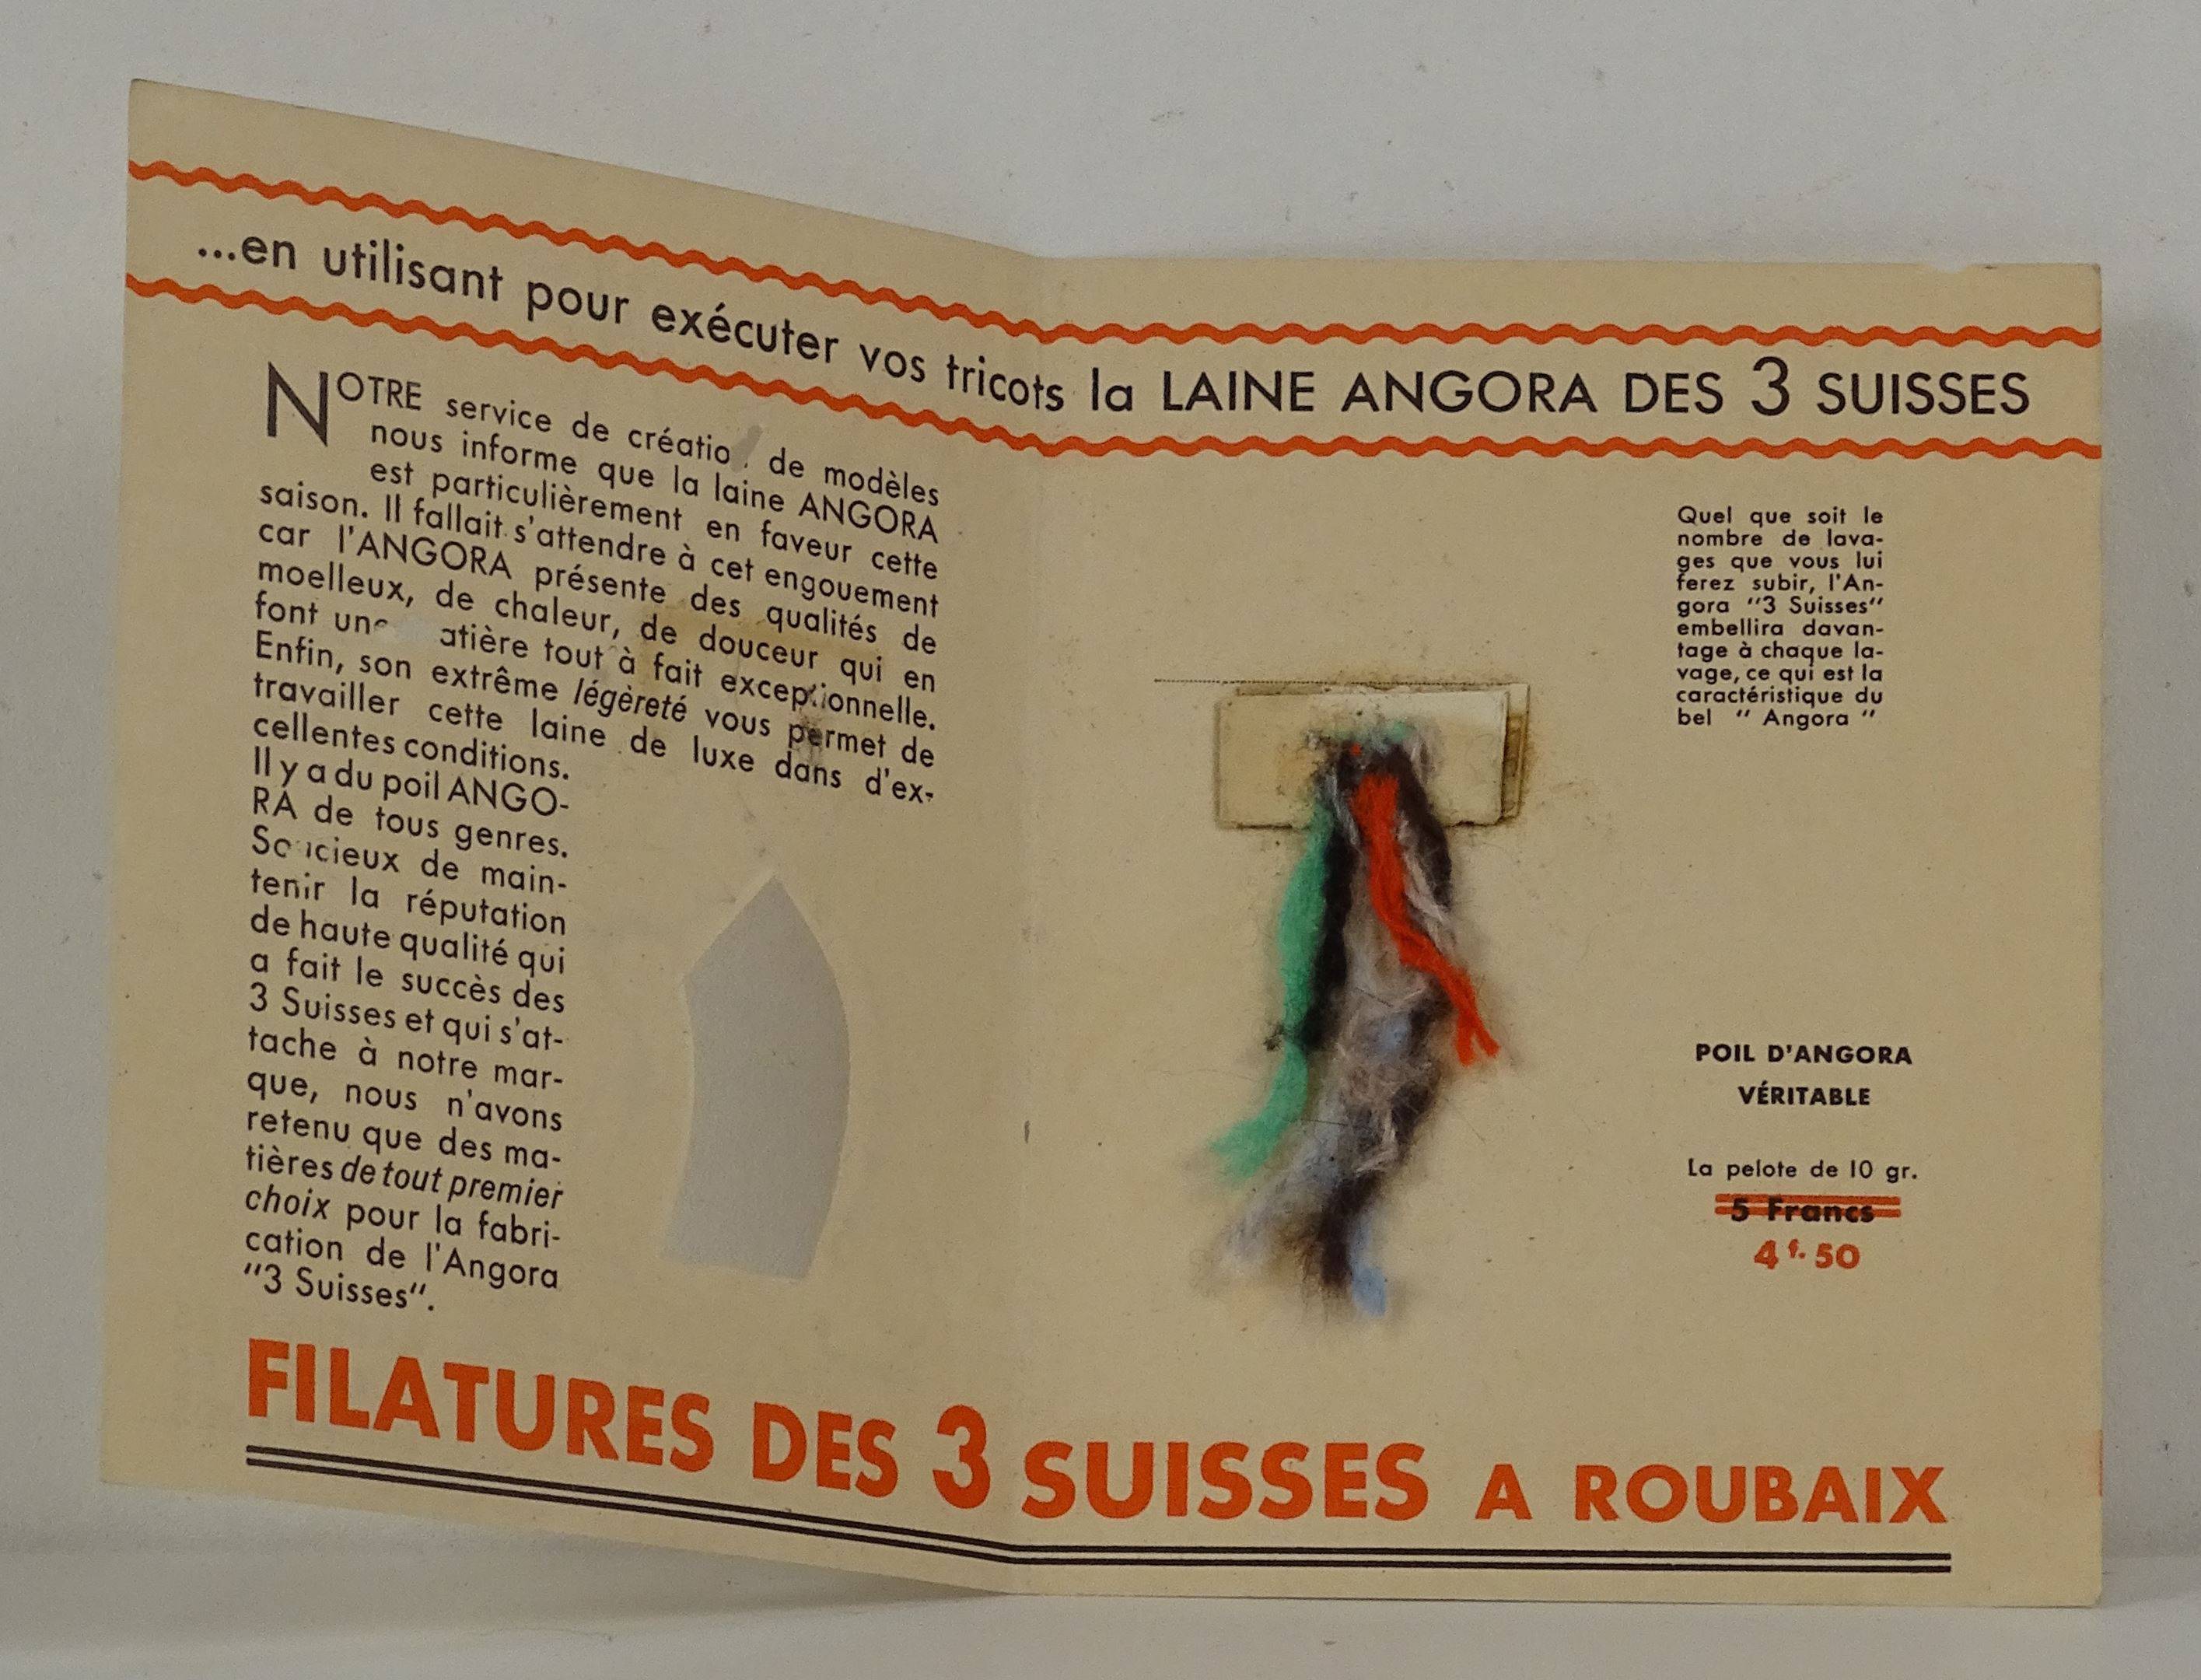 ...en utilisant pour exécuter vos tricots la LAINE ANGORA DES 3 SUISSES
NOTRE service de créatio de modèles
nous informe que la laine ANGORA
est particulièrement en faveur cette
saison. Il fallait s'attendre à cet engouement
car l'ANGORA présente des qualités de
moelleux, de chaleur, de douceur qui en
font une atière tout à fait exceptionnelle.
Enfin, son extrême légèreté vous permet de
travailler cette laine de luxe dans d'ex-
cellentes conditions.
Il y a du poil ANGO-
RA de tous genres.
Soucieux de main-
tenir la réputation
de haute qualité qui
a fait le succès des
3 Suisses et qui s'at-
tache à notre mar-
que, nous n'avons
retenu que des ma-
tières de tout premier
choix pour la fabri-
cation de l'Angora
"3 Suisses".
Quel que soit le
nombre de lava-
ges que vous lui
ferez subir, l'An-
gora "3 Suisses"
embellira davan-
tage à chaque la-
vage, ce qui est la
caractéristique du
bel " Angora "
POIL D'ANGORA
VÉRITABLE
La pelote de 10 gr.
5 Francs
4 f. 50
FILATURES DES 3 SUISSES A ROUBAIX